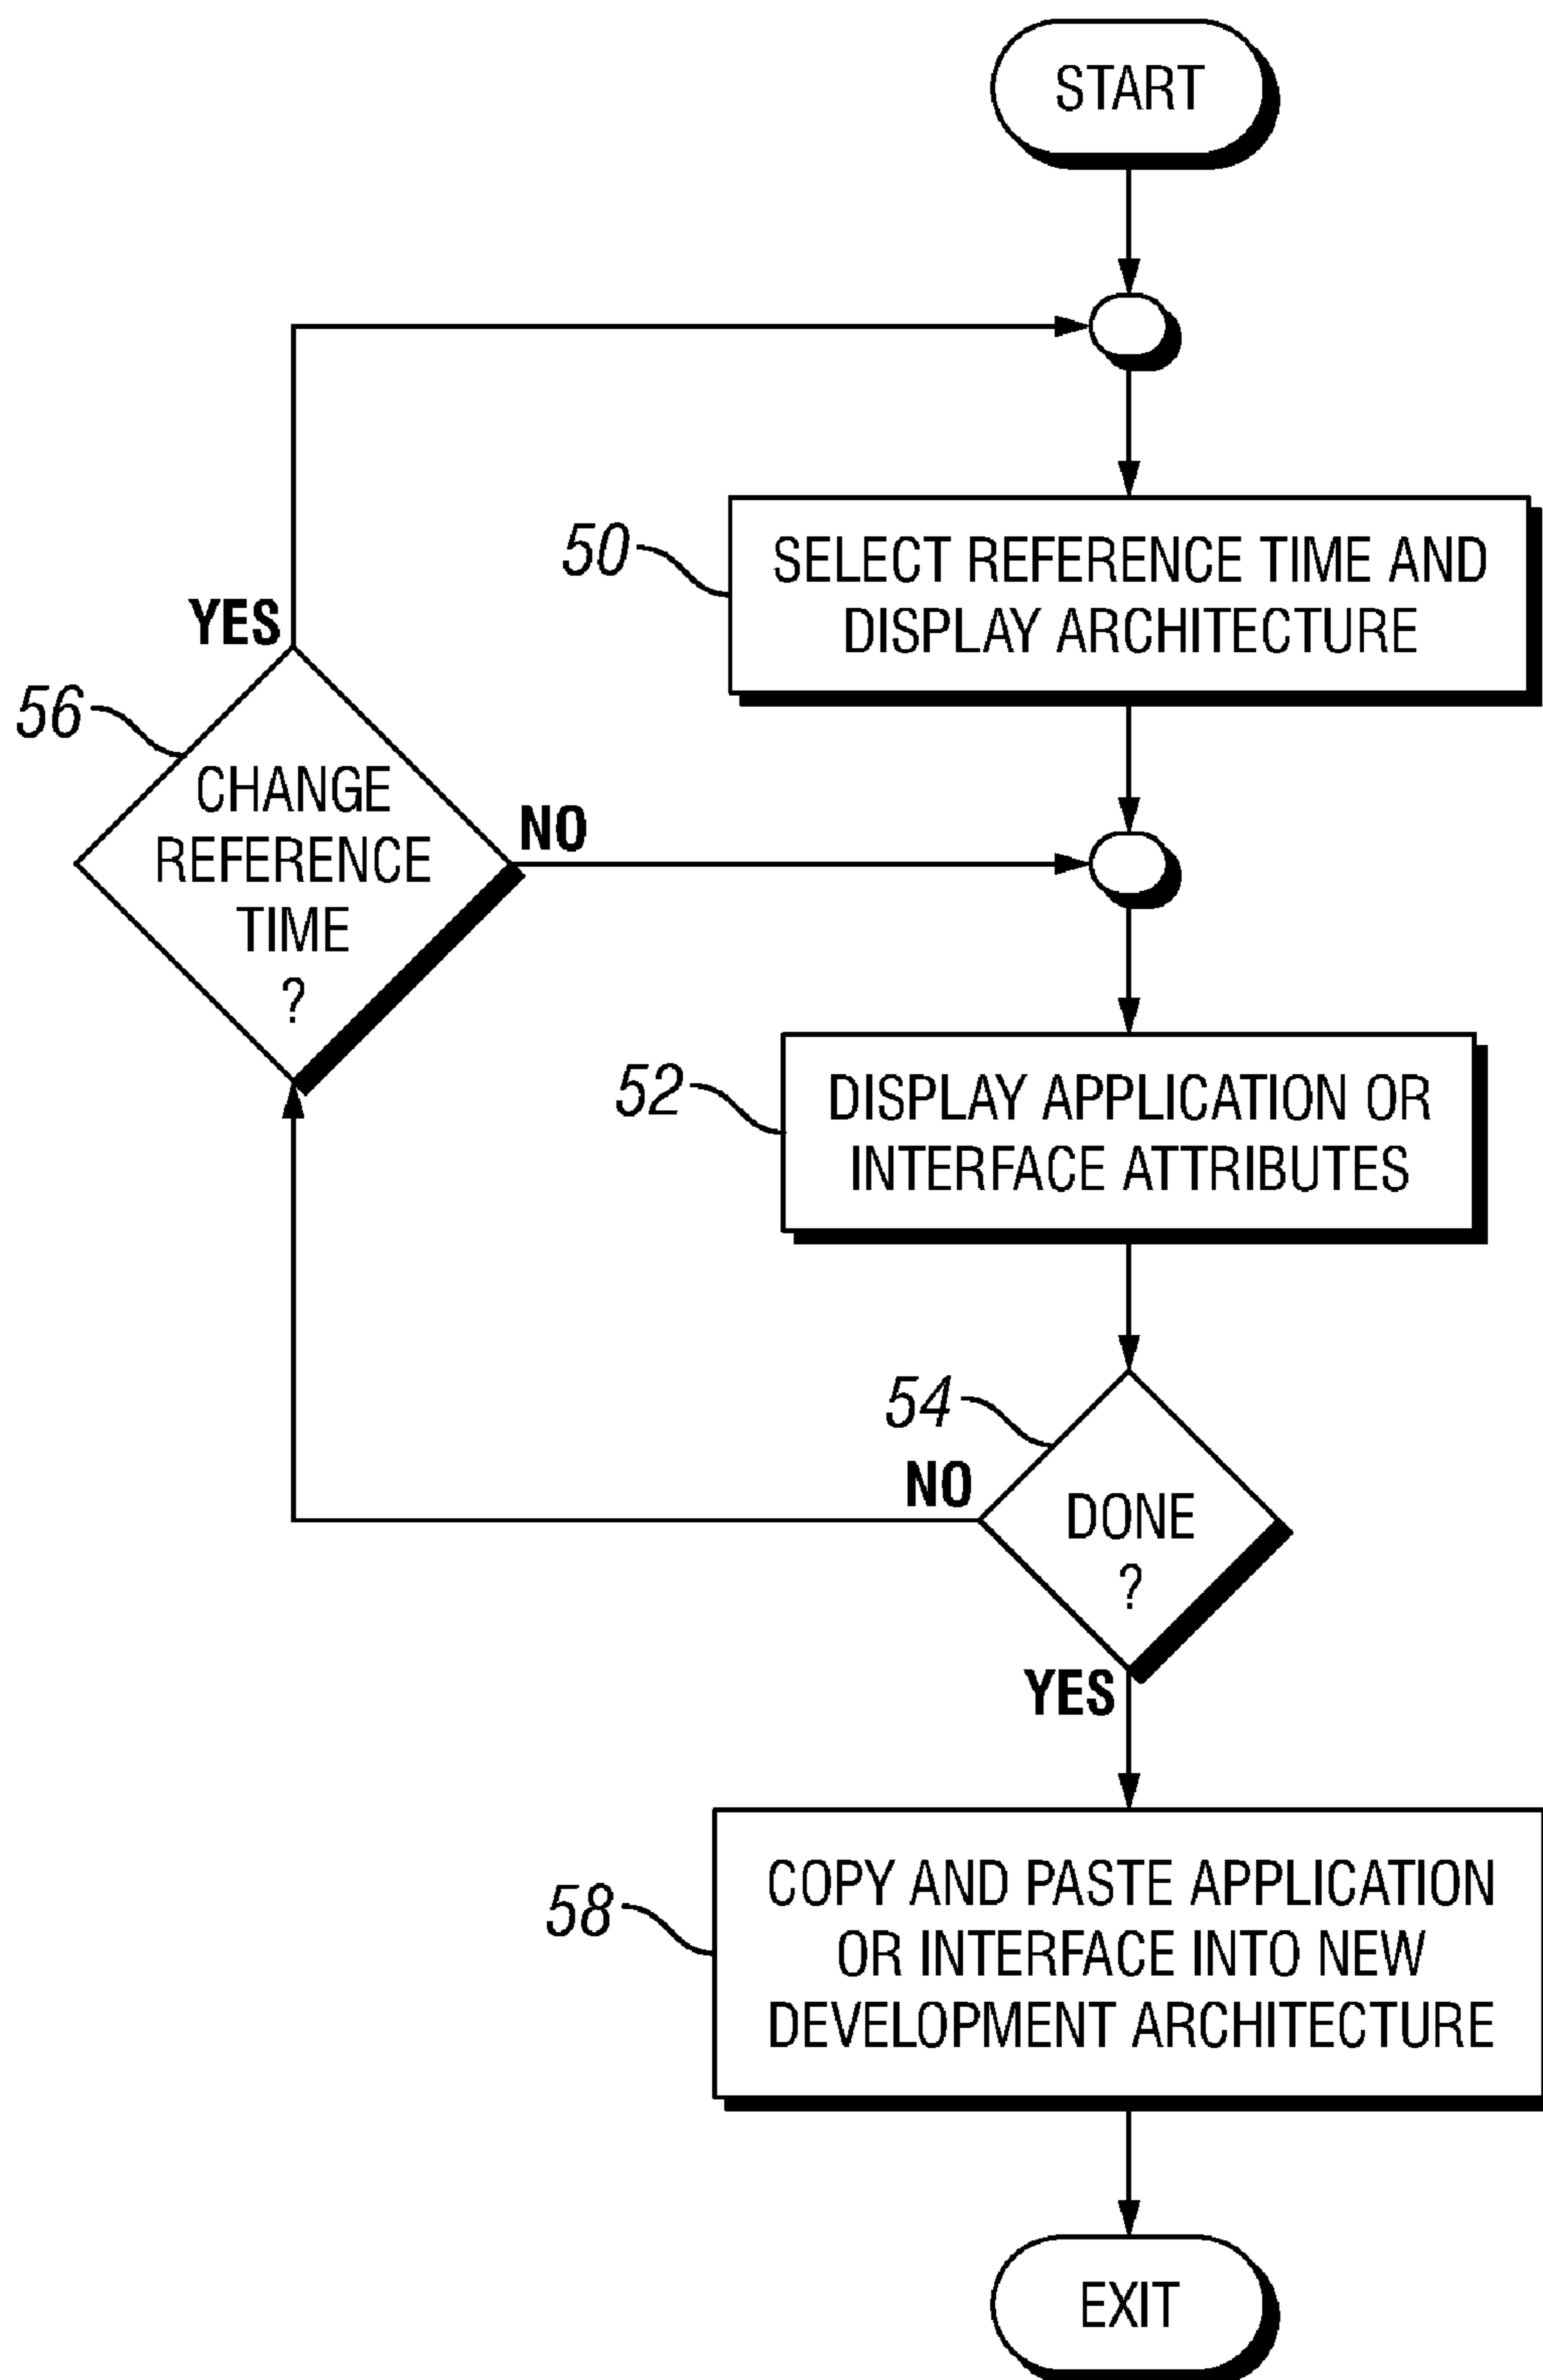 START
50
SELECT REFERENCE TIME AND
DISPLAY ARCHITECTURE
YES
56
CHANGE
REFERENCE
TIME
?
NO
52
DISPLAY APPLICATION OR
INTERFACE ATTRIBUTES
54
NO
DONE
?
YES
58
COPY AND PASTE APPLICATION
OR INTERFACE INTO NEW
DEVELOPMENT ARCHITECTURE
EXIT